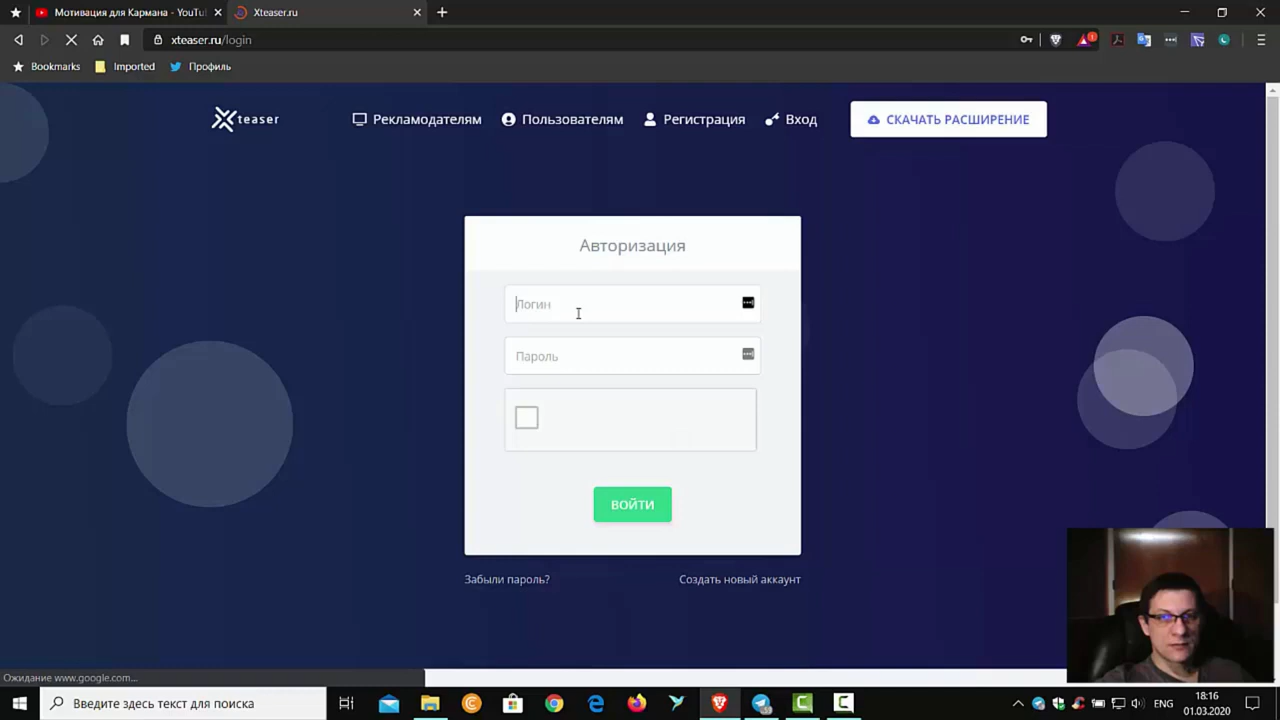 Мотивация для Кармана - YouTu
Xteaser.ru
xteaser.ru/login
Bookmarks
Imported
Профиль
teaser
Рекламодателям
Пользователям
Регистрация
Вход
СКАЧАТЬ РАСШИРЕНИЕ
Авторизация
Логин
Пароль
ВОЙТИ
Забыли пароль?
Создать новый аккаунт
Ожидание www.google.com...
Введите здесь текст для поиска
ENG
18:16
01.03.2020